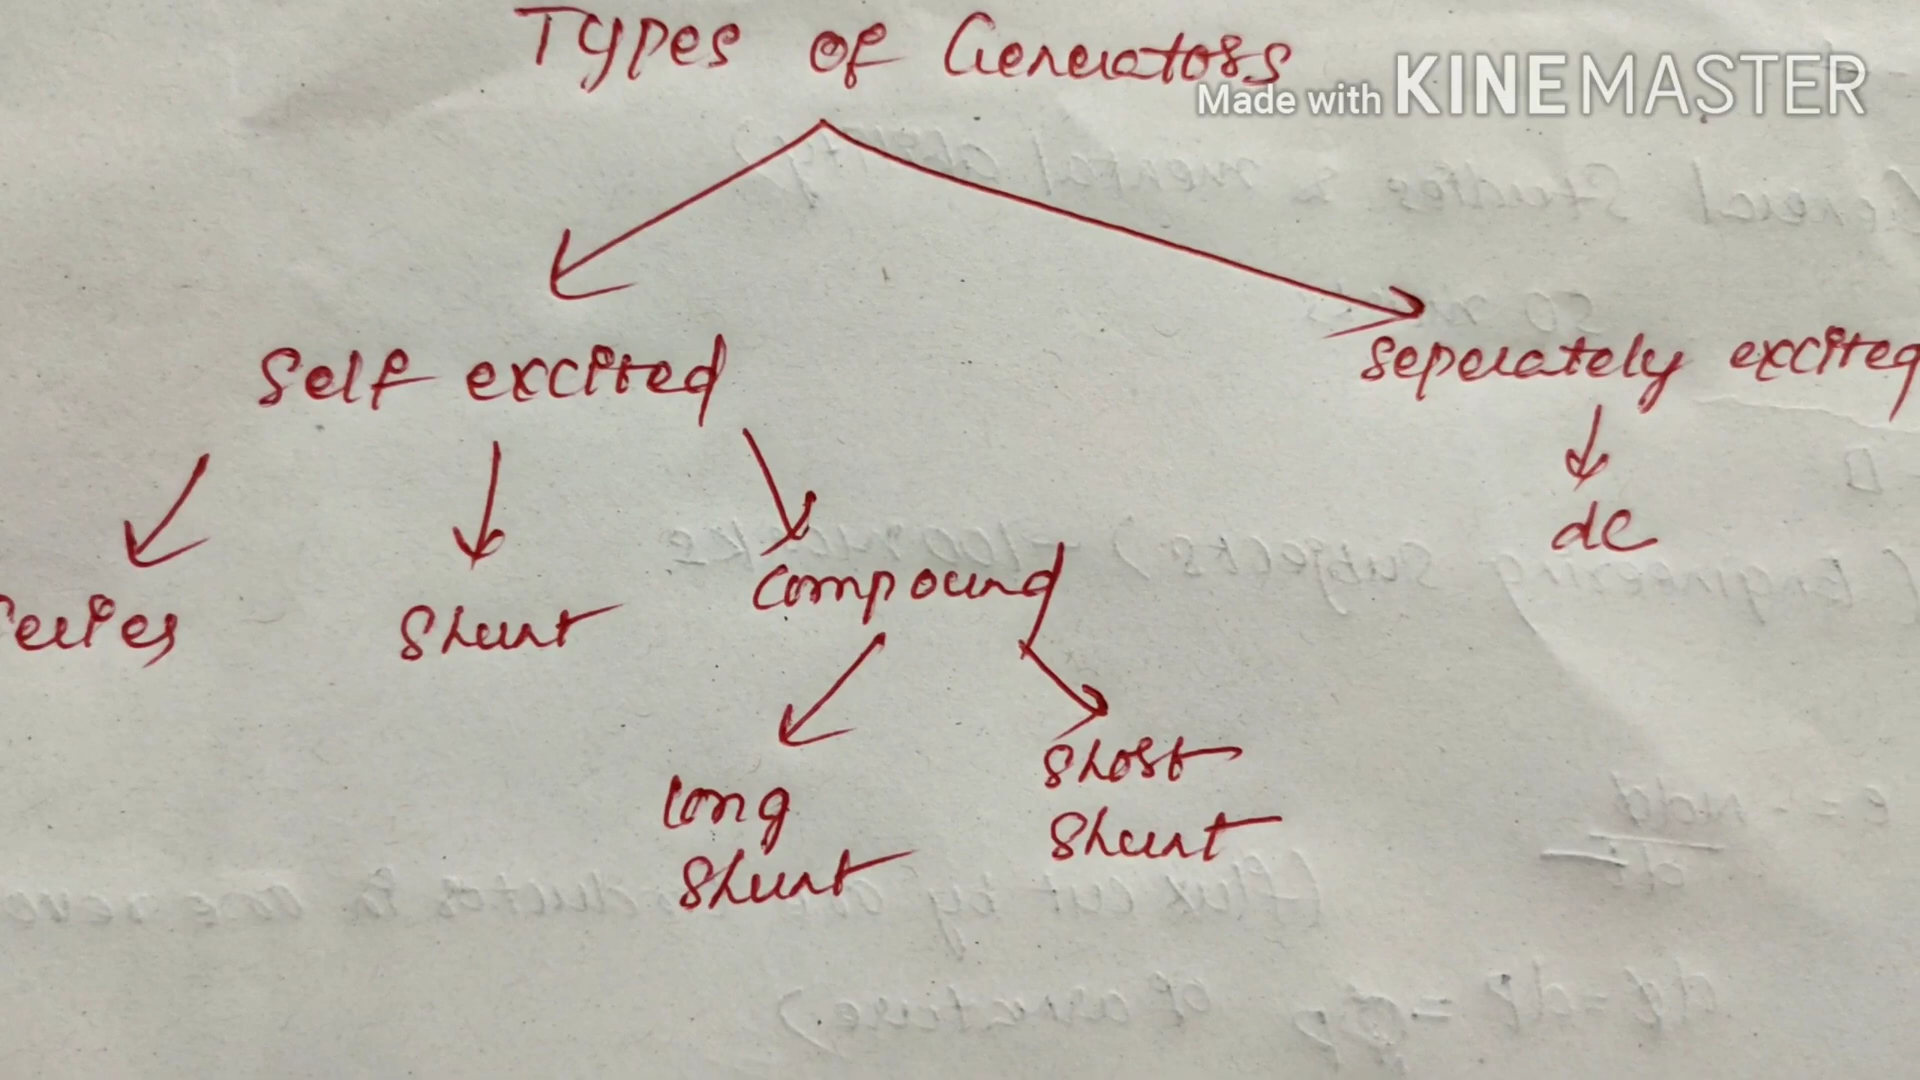 Types of Generators
Made with KINEMASTER
Self excited
Seperately excited
dc
Series
Shunt
Compound
long
Shunt
Short
Shunt